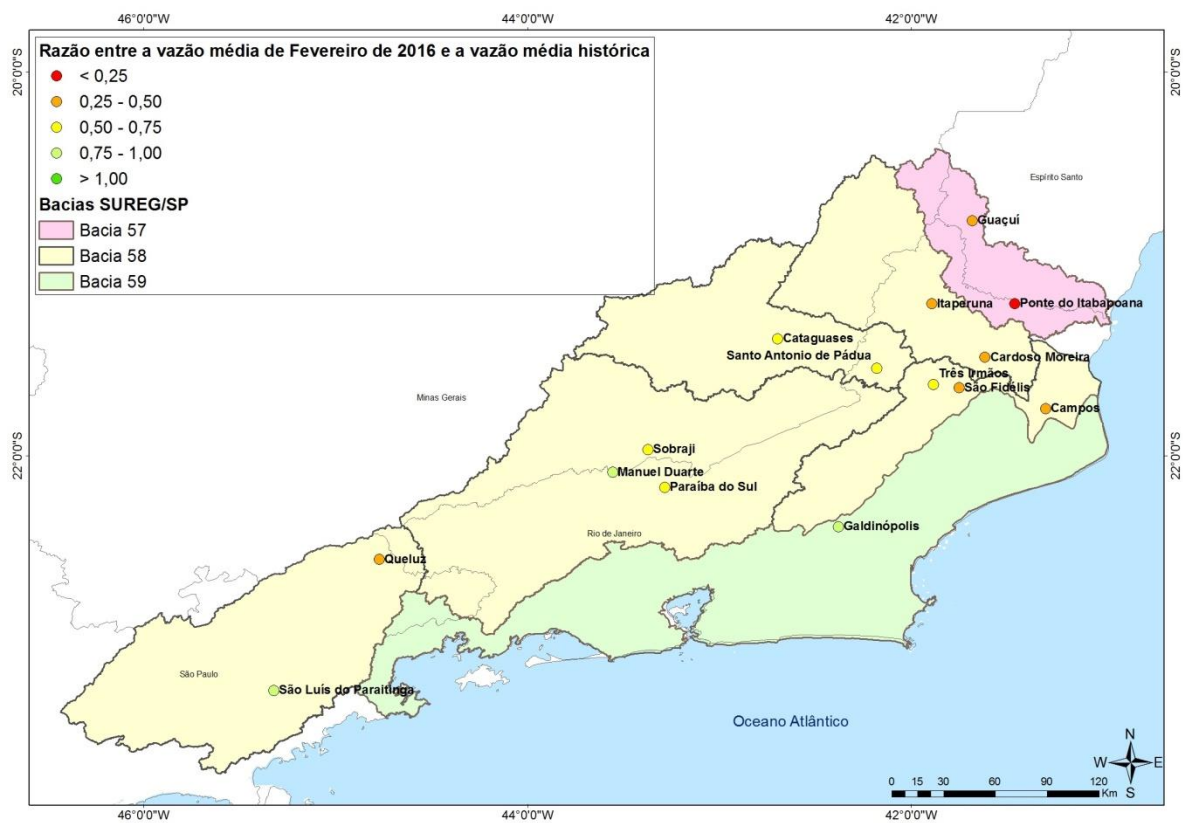 46°0'0"W
44°0'0"W
42°0'0"W
20°0'0"S
20°0'0"S
Razão entre a vazão média de Fevereiro de 2016 e a vazão média histórica
< 0,25
0,25 - 0,50
0,50 - 0,75
0,75 - 1,00
> 1,00
Bacias SUREG/SP
Bacia 57
Bacia 58
Bacia 59
Espírito Santo
Guaçuí
Itaperuna
Ponte do Itabapoana
Cataguases
Santo Antonio de Pádua
Cardoso Moreira
Três Irmãos
São Fidélis
Campos
Minas Gerais
Sobraji
Manuel Duarte
Paraíba do Sul
22°0'0"S
22°0'0"S
Galdinópolis
Rio de Janeiro
Queluz
São Paulo
São Luís do Paraitinga
Oceano Atlântico
N
W
E
S
0 15 30 60 90 120
Km
46°0'0"W
44°0'0"W
42°0'0"W